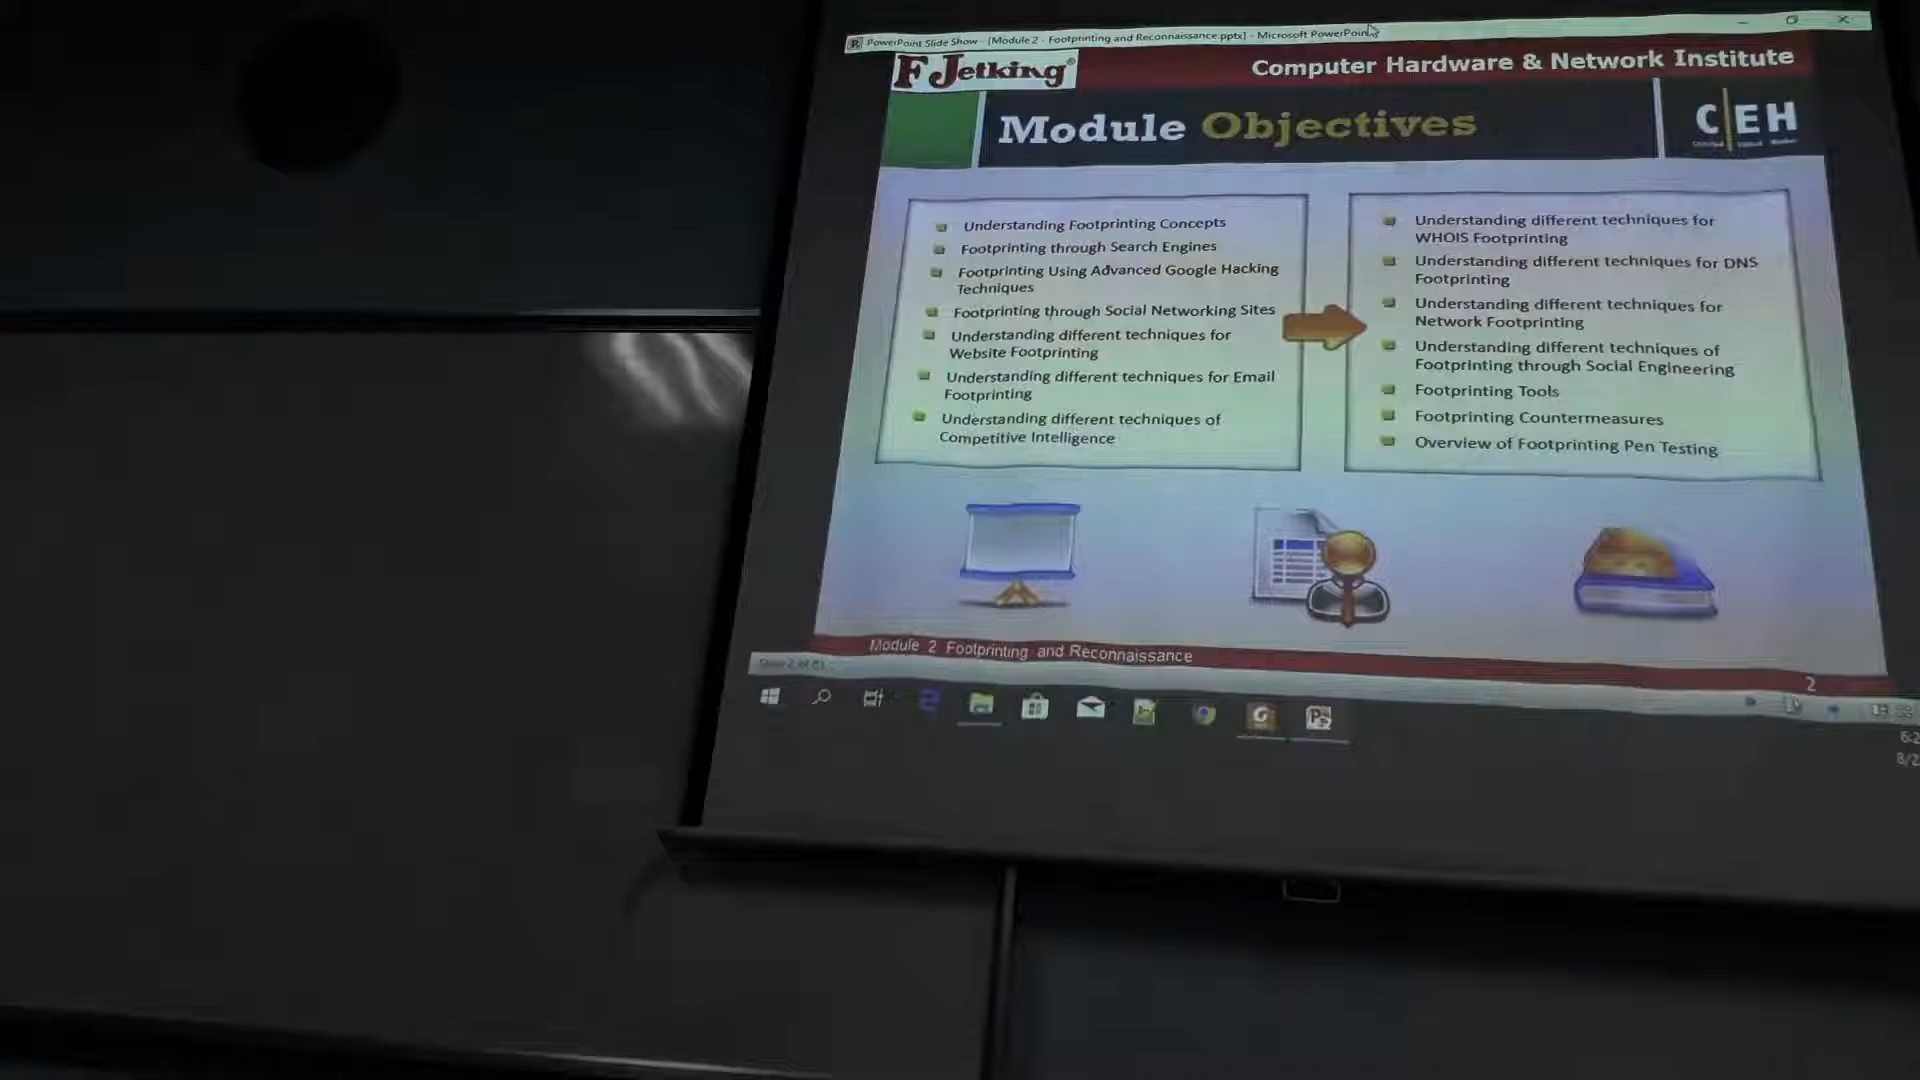 PowerPoint Slide Show - [Module 2 - Footprinting and Reconnaissance.pptx] - Microsoft PowerPoint
Jetking
Computer Hardware & Network Institute
Module Objectives
C|EH
Understanding Footprinting Concepts
Footprinting through Search Engines
Footprinting Using Advanced Google Hacking
Techniques
Footprinting through Social Networking Sites
Understanding different techniques for
Website Footprinting
Understanding different techniques for Email
Footprinting
Understanding different techniques of
Competitive Intelligence
Understanding different techniques for
WHOIS Footprinting
Understanding different techniques for DNS
Footprinting
Understanding different techniques for
Network Footprinting
Understanding different techniques of
Footprinting through Social Engineering
Footprinting Tools
Footprinting Countermeasures
Overview of Footprinting Pen Testing
Module 2 Footprinting and Reconnaissance
2